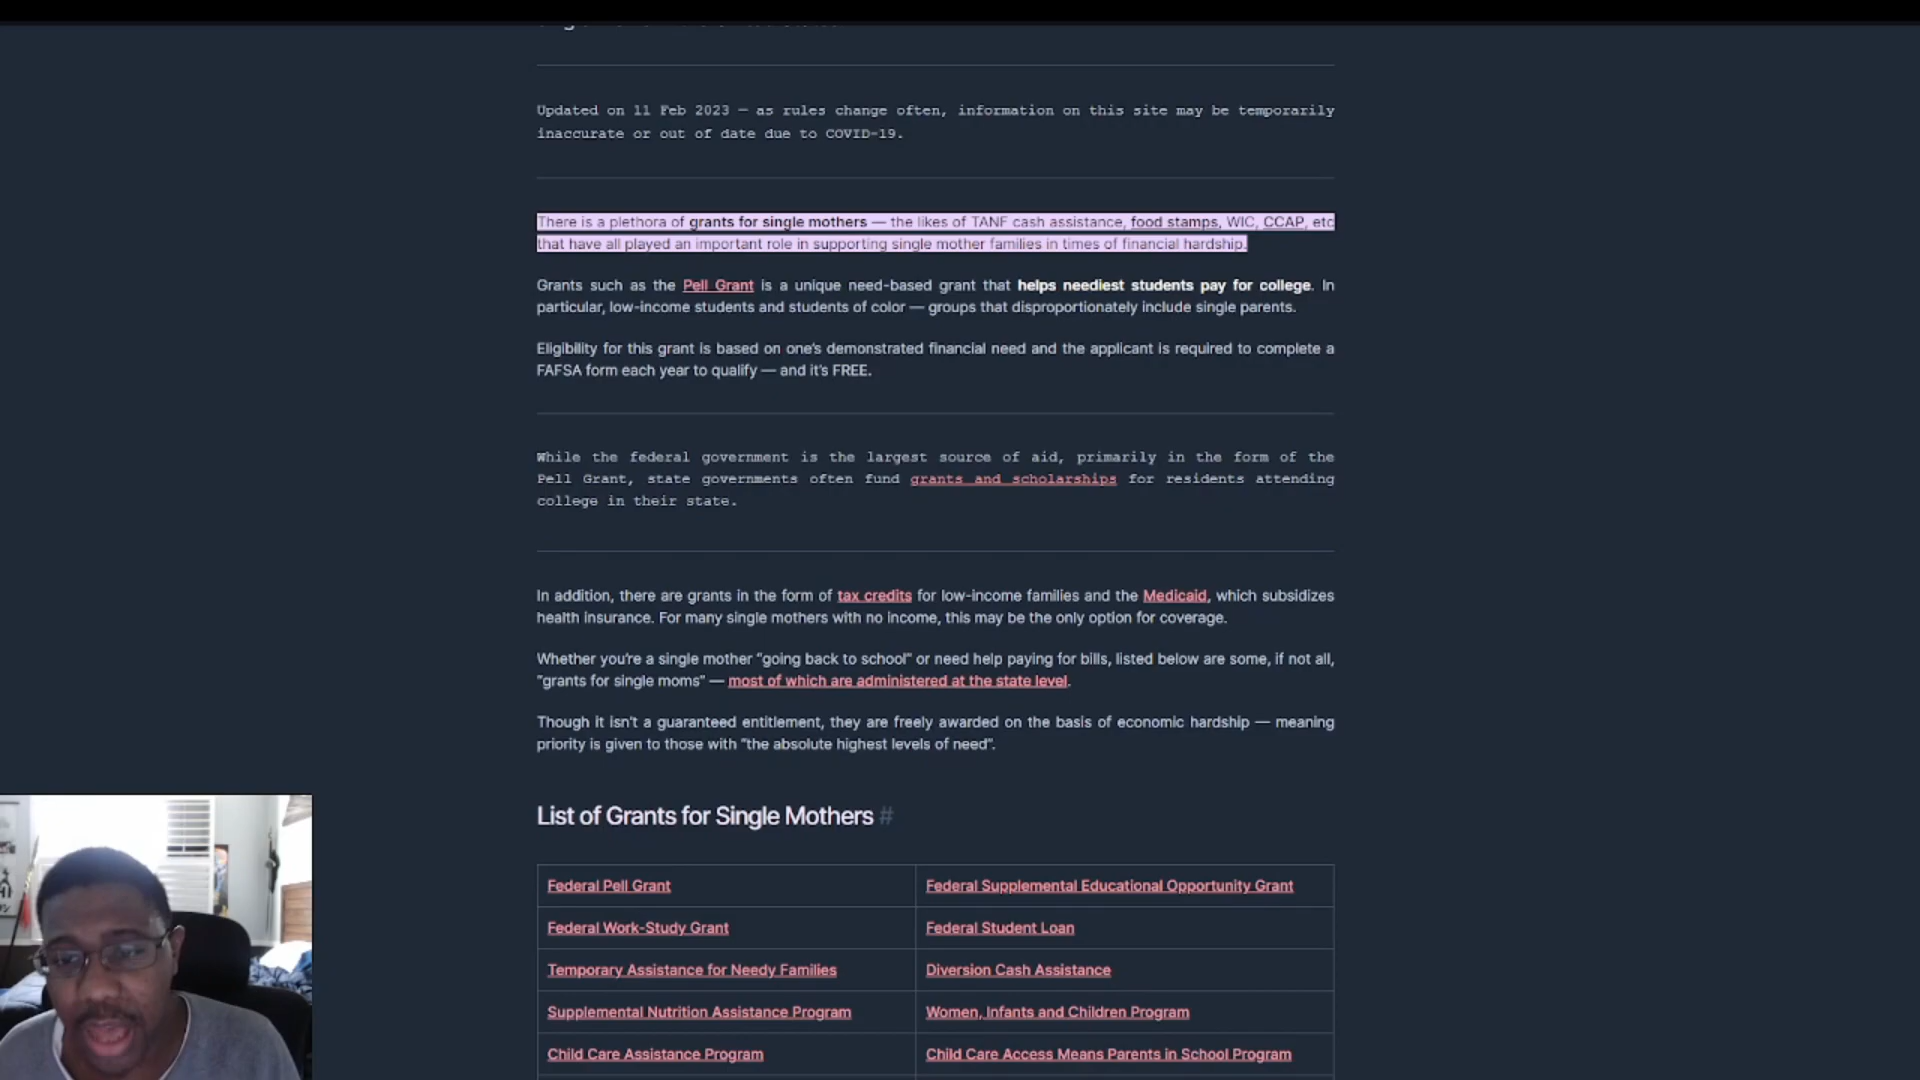 Updated on 11 Feb 2023 — as rules change often, information on this site may be temporarily
inaccurate or out of date due to COVID-19.
There is a plethora of grants for single mothers — the likes of TANF cash assistance, food stamps, WIC, CCAP, etc
that have all played an important role in supporting single mother families in times of financial hardship.
Grants such as the Pell Grant is a unique need-based grant that helps neediest students pay for college. In
particular, low-income students and students of color — groups that disproportionately include single parents.
Eligibility for this grant is based on one's demonstrated financial need and the applicant is required to complete a
FAFSA form each year to qualify — and it's FREE.
While the federal government is the largest source of aid, primarily in the form of the
Pell Grant, state governments often fund grants and scholarships for residents attending
college in their state.
In addition, there are grants in the form of tax credits for low-income families and the Medicaid, which subsidizes
health insurance. For many single mothers with no income, this may be the only option for coverage.
Whether you're a single mother "going back to school" or need help paying for bills, listed below are some, if not all,
"grants for single moms" — most of which are administered at the state level.
Though it isn't a guaranteed entitlement, they are freely awarded on the basis of economic hardship — meaning
priority is given to those with "the absolute highest levels of need".
List of Grants for Single Mothers #
Federal Pell Grant
Federal Supplemental Educational Opportunity Grant
Federal Work-Study Grant
Federal Student Loan
Temporary Assistance for Needy Families
Diversion Cash Assistance
Supplemental Nutrition Assistance Program
Women, Infants and Children Program
Child Care Assistance Program
Child Care Access Means Parents in School Program